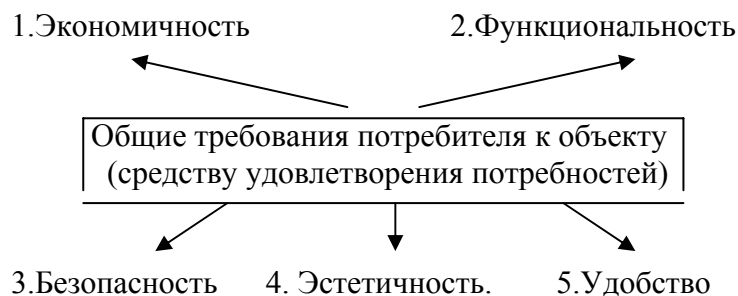 1.Экономичность 2.Функциональность
Общие требования потребителя к объекту
(средству удовлетворения потребностей)
3.Безопасность 4. Эстетичность. 5.Удобство